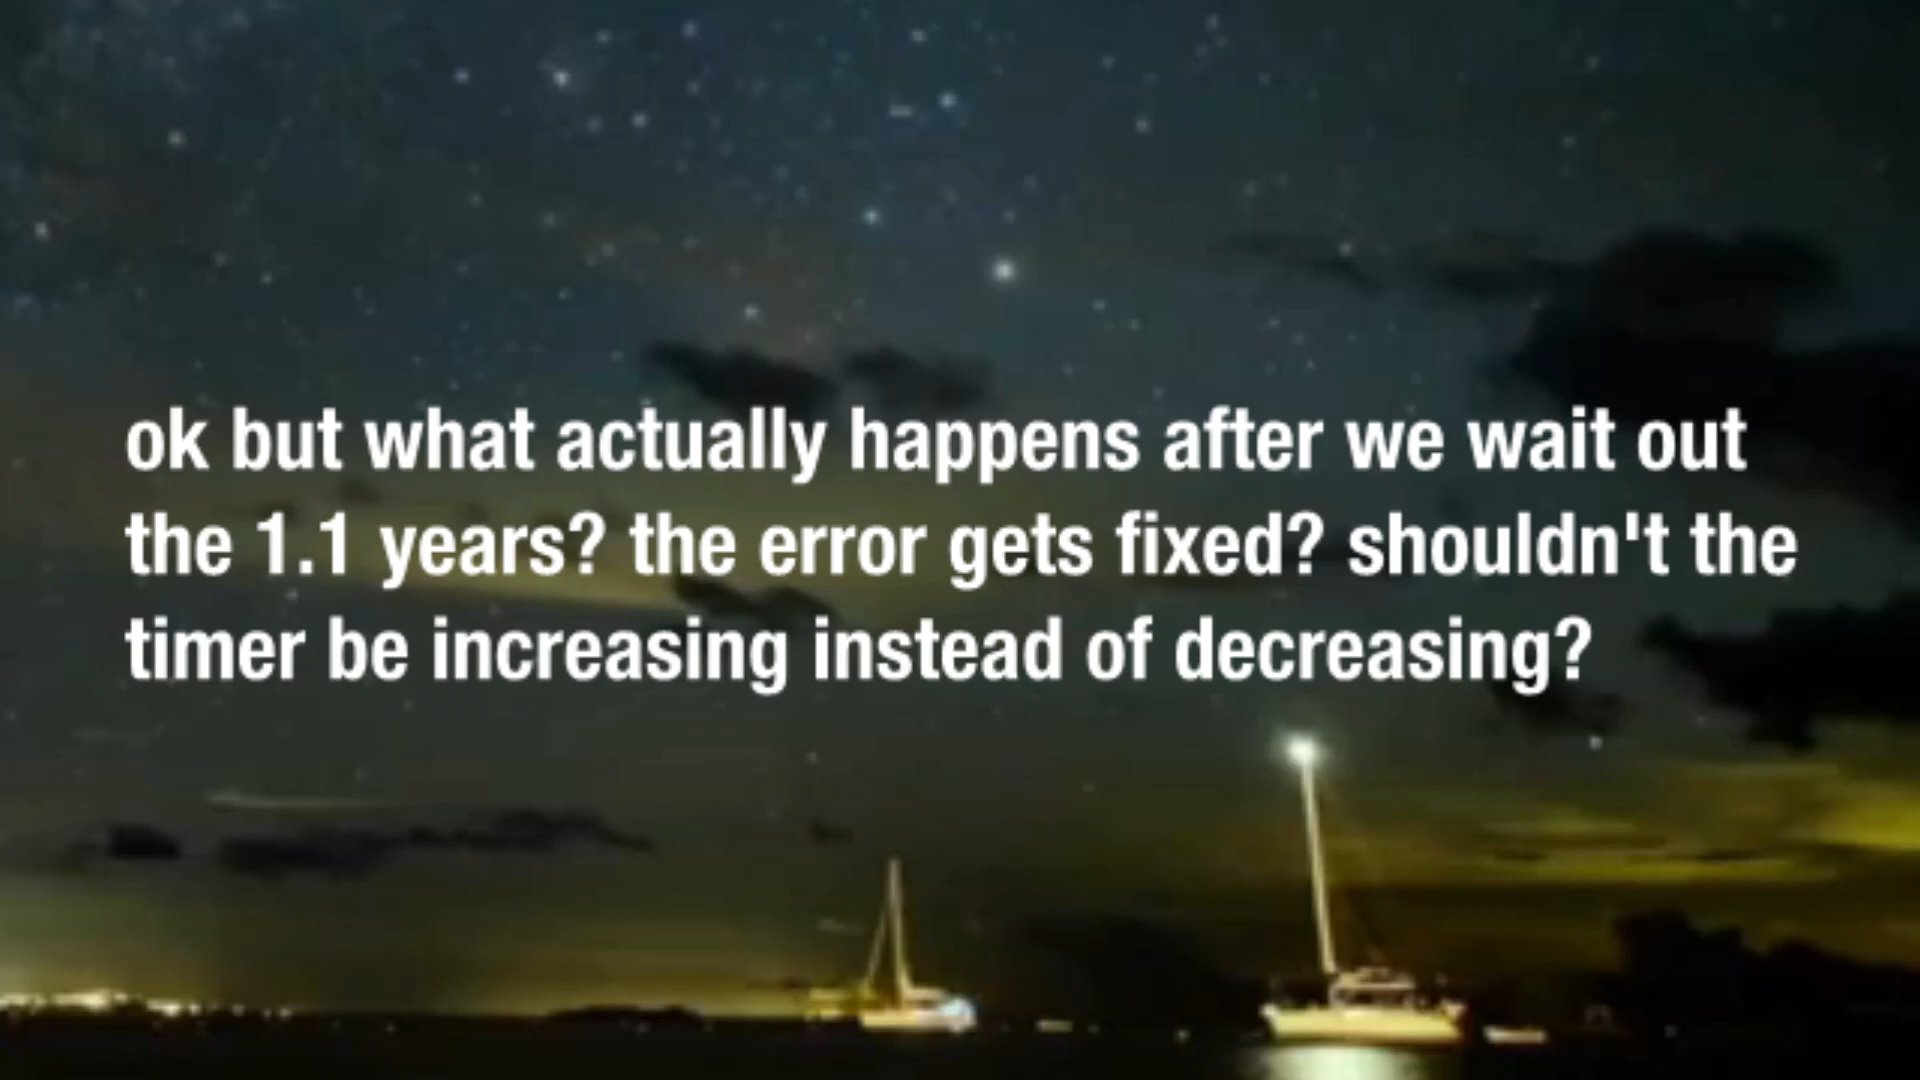 ok but what actually happens after we wait out
the 1.1 years? the error gets fixed? shouldn't the
timer be increasing instead of decreasing?